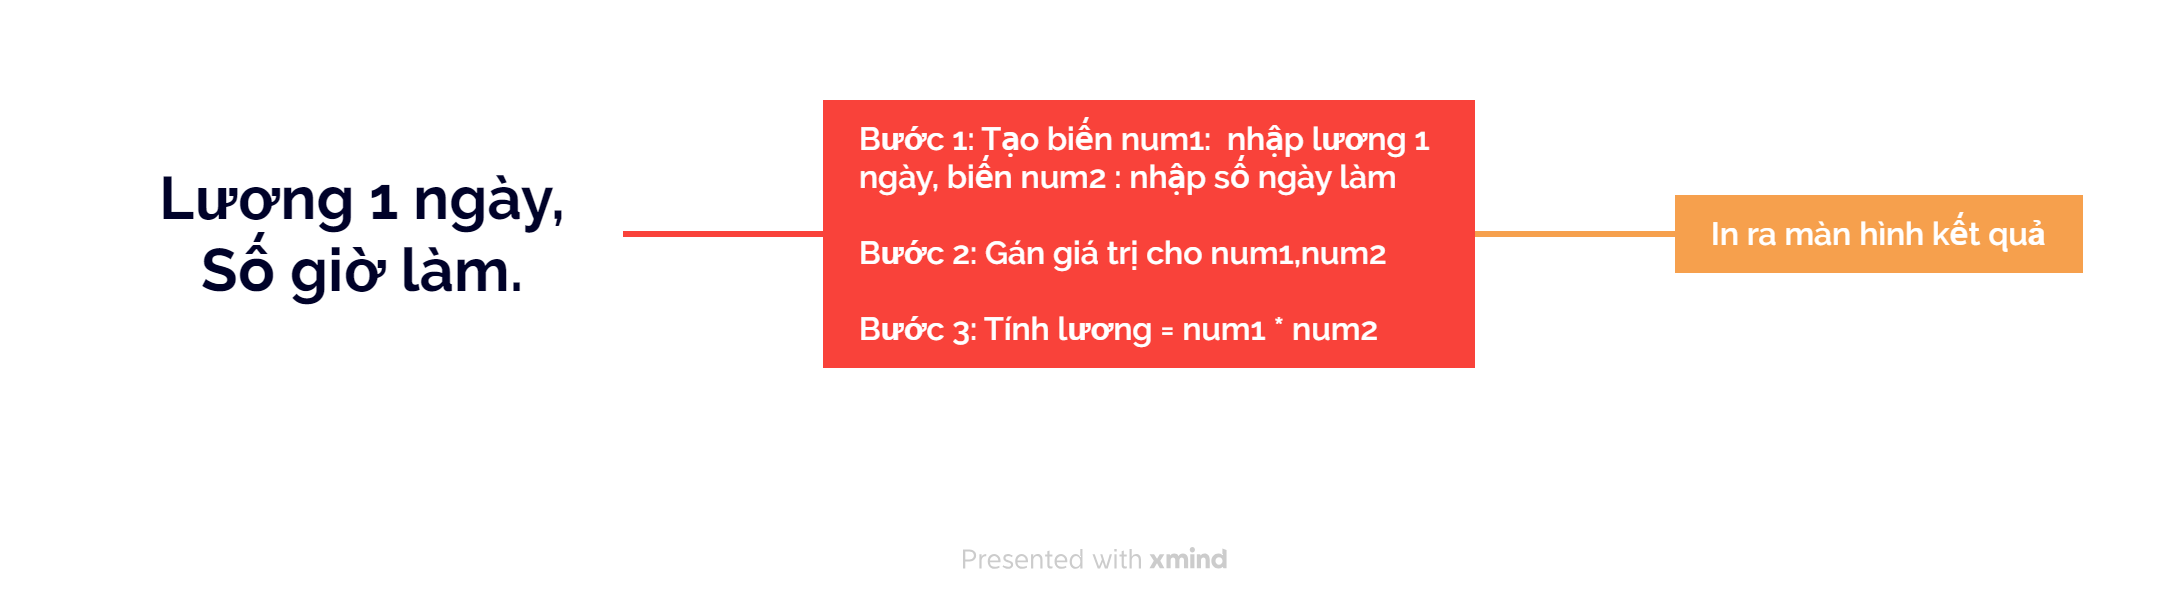 Lương 1 ngày,
Số giờ làm.
Bước 1: Tạo biến num1:  nhập lương 1
ngày, biến num2 : nhập số ngày làm
Bước 2: Gán giá trị cho num1,num2
Bước 3: Tính lương = num1 * num2
In ra màn hình kết quả
Presented with xmind